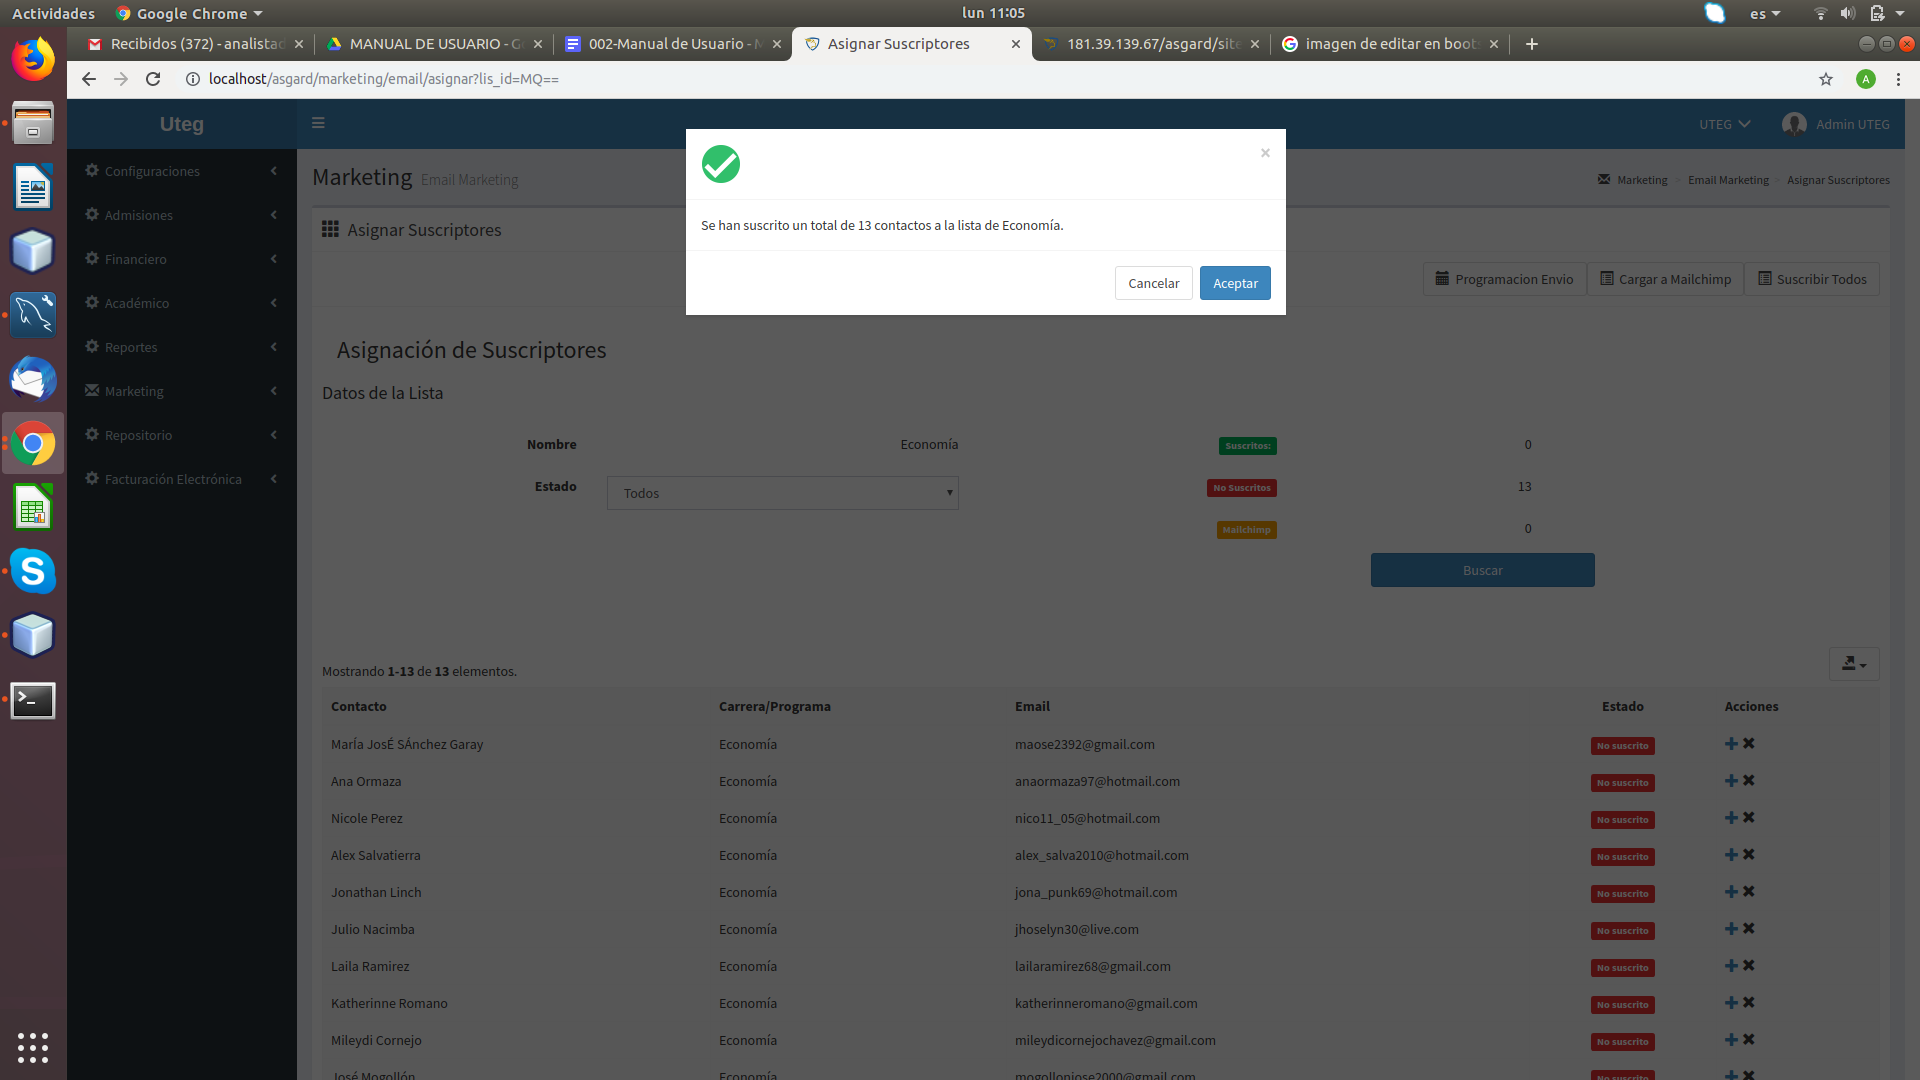 Actividades
Google Chrome
lun 11:05
es
Recibidos (372) - analistad
MANUAL DE USUARIO - G
002-Manual de Usuario - M
Asignar Suscriptores
181.39.139.67/asgard/site
imagen de editar en boot
localhost/asgard/marketing/email/asignar?lis_id=MQ==
A
Uteg
UTEG
Admin UTEG
Configuraciones
Admisiones
Financiero
Académico
Reportes
Marketing
Repositorio
Facturación Electrónica
Marketing Email Marketing
Marketing > Email Marketing > Asignar Suscriptores
Asignar Suscriptores
Se han suscrito un total de 13 contactos a la lista de Economía.
Cancelar
Aceptar
Programacion Envio
Cargar a Mailchimp
Suscribir Todos
Asignación de Suscriptores
Datos de la Lista
Nombre Economía Suscritos: 0
Estado Todos No Suscritos 13
Mailchimp 0
Buscar
Mostrando 1-13 de 13 elementos.
Contacto Carrera/Programa Email Estado Acciones
MaríA JosÉ SÁnchez Garay Economía maose2392@gmail.com No suscrito
Ana Ormaza Economía anaormaza97@hotmail.com No suscrito
Nicole Perez Economía nico11_05@hotmail.com No suscrito
Alex Salvatierra Economía alex_salva2010@hotmail.com No suscrito
Jonathan Linch Economía jona_punk69@hotmail.com No suscrito
Julio Nacimba Economía jhoselyn30@live.com No suscrito
Laila Ramirez Economía lailaramirez68@gmail.com No suscrito
Katherinne Romano Economía katherinneromano@gmail.com No suscrito
Mileydi Cornejo Economía mileydicornejochavez@gmail.com No suscrito
José Mogollón Economía mogollonjose2000@gmail.com No suscrito